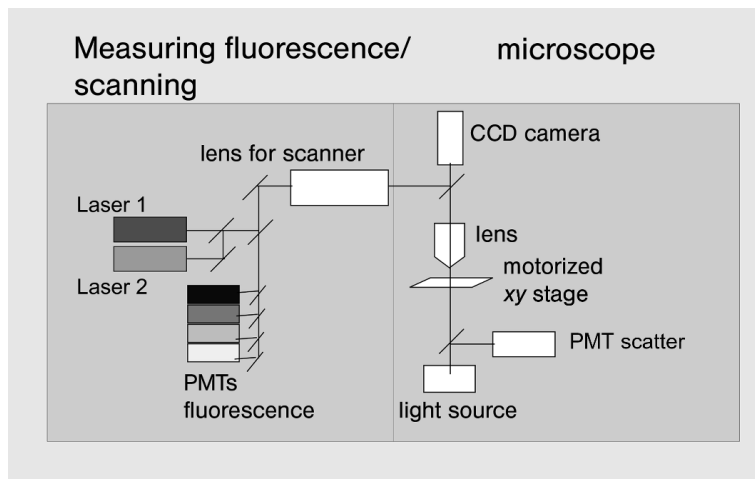 Measuring fluorescence/
scanning
microscope
CCD camera
lens for scanner
Laser 1
Laser 2
lens
motorized
xy stage
PMT scatter
PMTs
fluorescence
light source